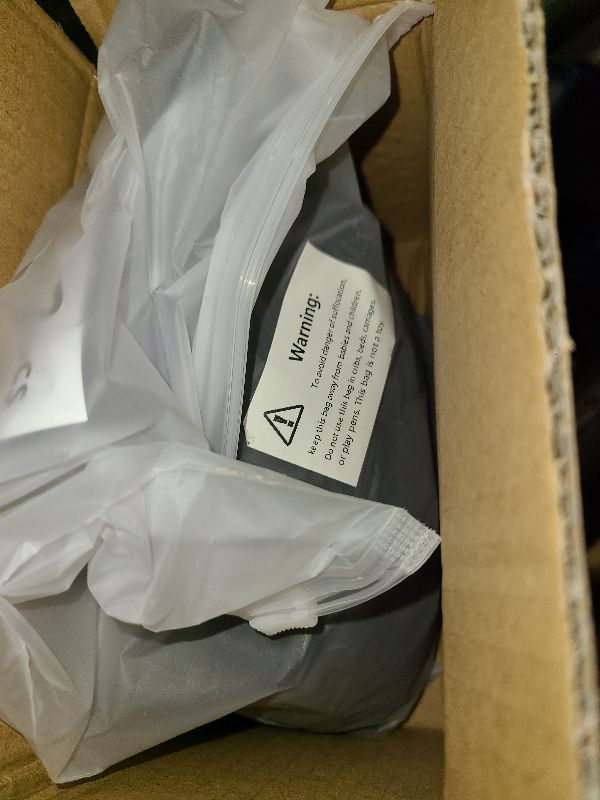 Warning:
To avoid danger of suffocation,
keep this bag away from babies and children.
Do not use this bag in cribs, beds, carriages,
or play pens. This bag is not a toy.